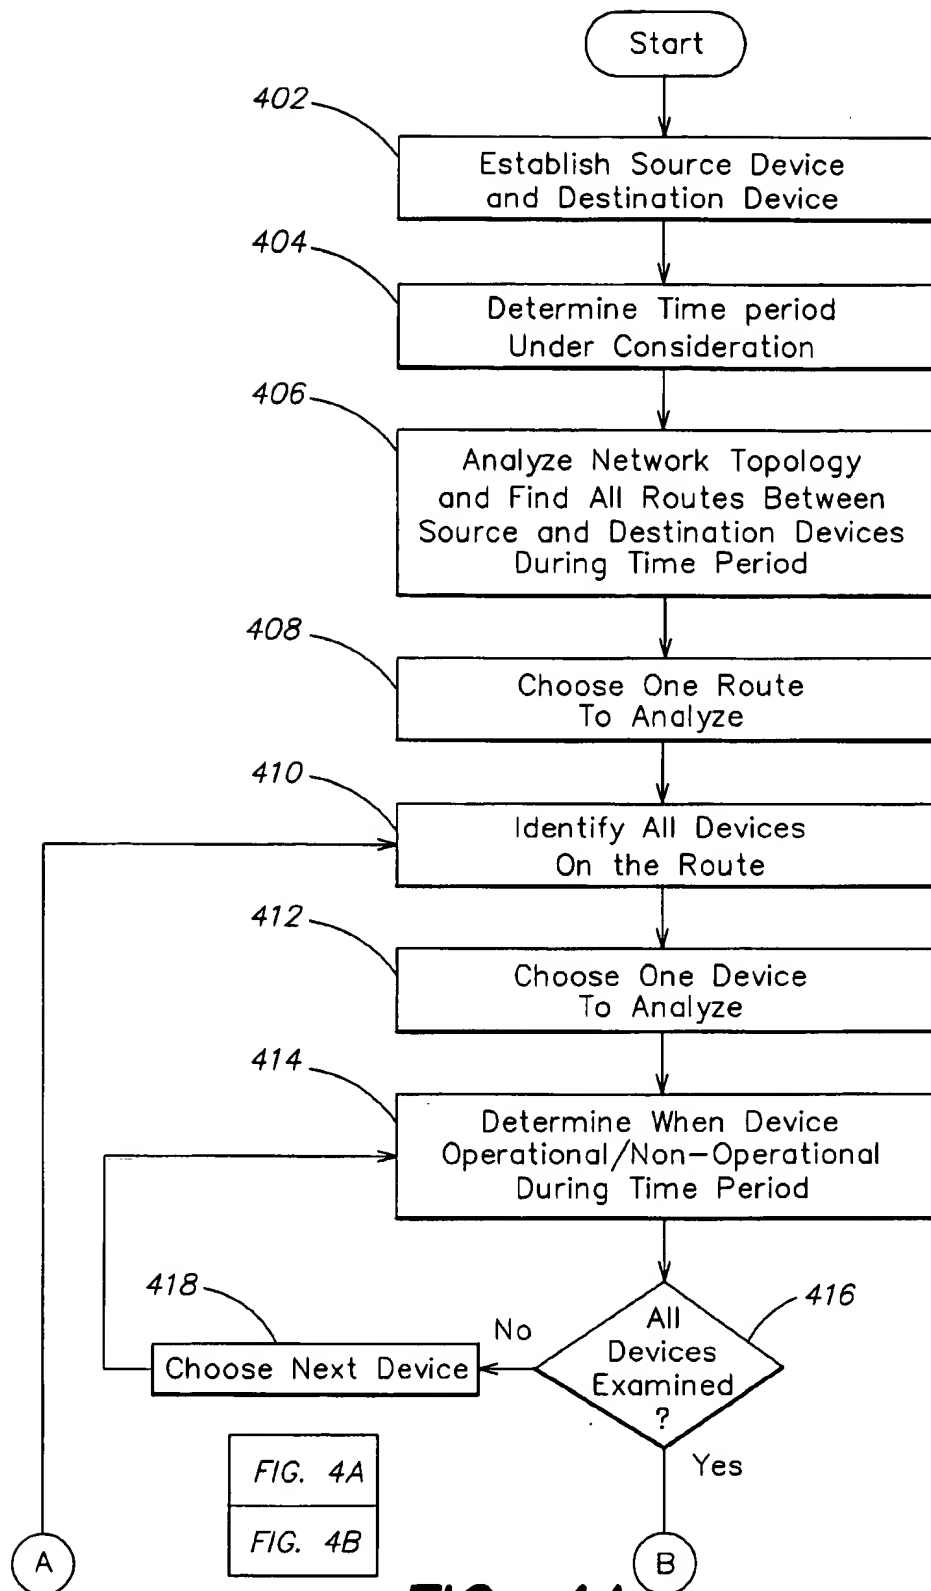 Start
402
Establish Source Device
and Destination Device
404
Determine Time period
Under Consideration
406
Analyze Network Topology
and Find All Routes Between
Source and Destination Devices
During Time Period
408
Choose One Route
To Analyze
410
Identify All Devices
On the Route
412
Choose One Device
To Analyze
414
Determine When Device
Operational/Non-Operational
During Time Period
418
416
All
Devices
Examined
?
No
Choose Next Device
Yes
FIG. 4A
FIG. 4B
A
B